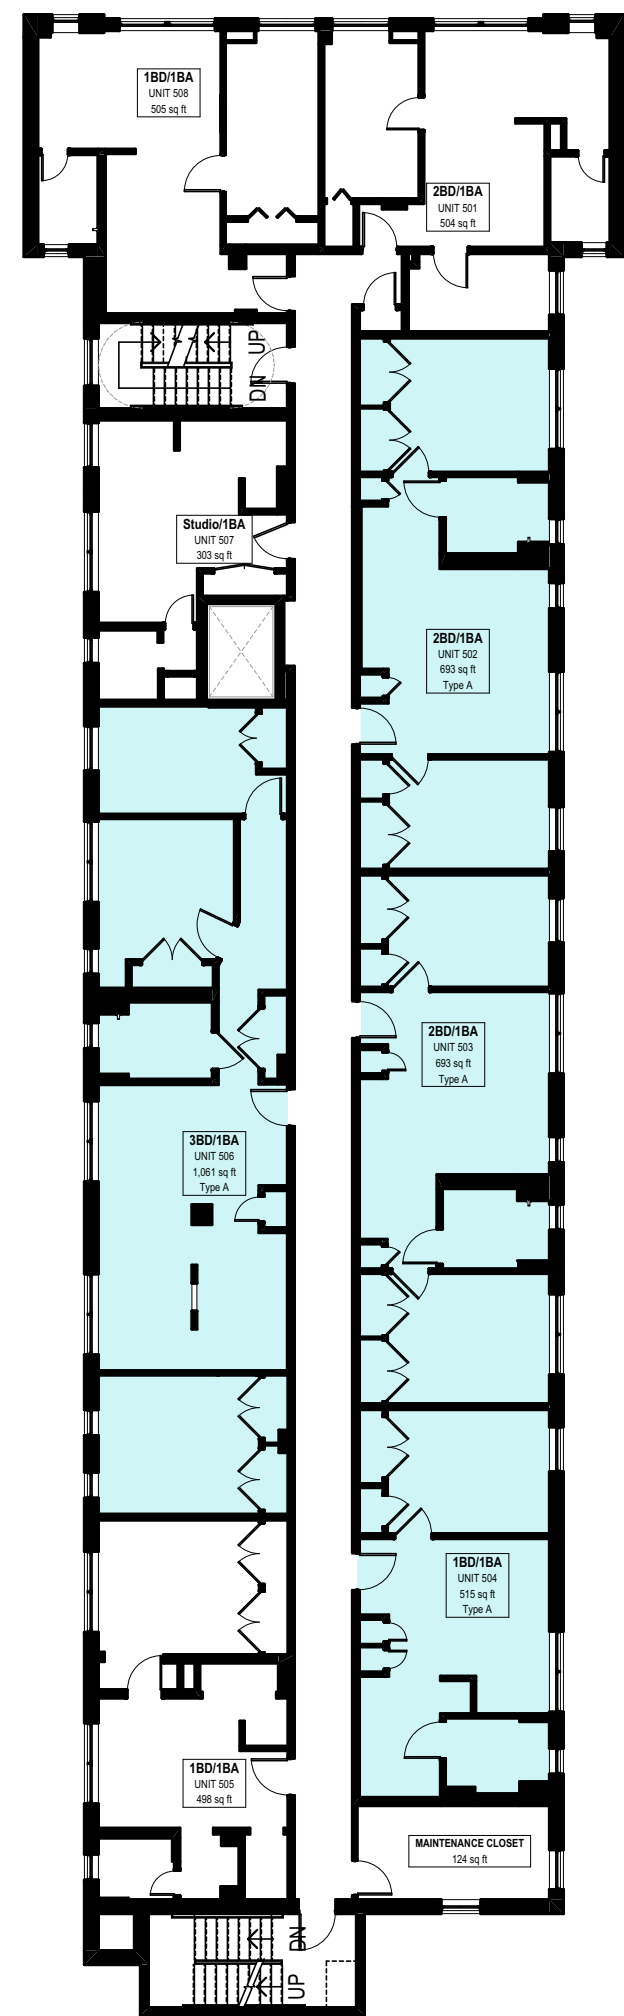 1BD/1BA
UNIT 508
505 sq ft
2BD/1BA
UNIT 501
504 sq ft
UP
DN
Studio/1BA
UNIT 507
303 sq ft
2BD/1BA
UNIT 502
693 sq ft
Type A
2BD/1BA
UNIT 503
693 sq ft
Type A
3BD/1BA
UNIT 506
1,061 sq ft
Type A
1BD/1BA
UNIT 504
515 sq ft
Type A
1BD/1BA
UNIT 505
498 sq ft
MAINTENANCE CLOSET
124 sq ft
DN
UP